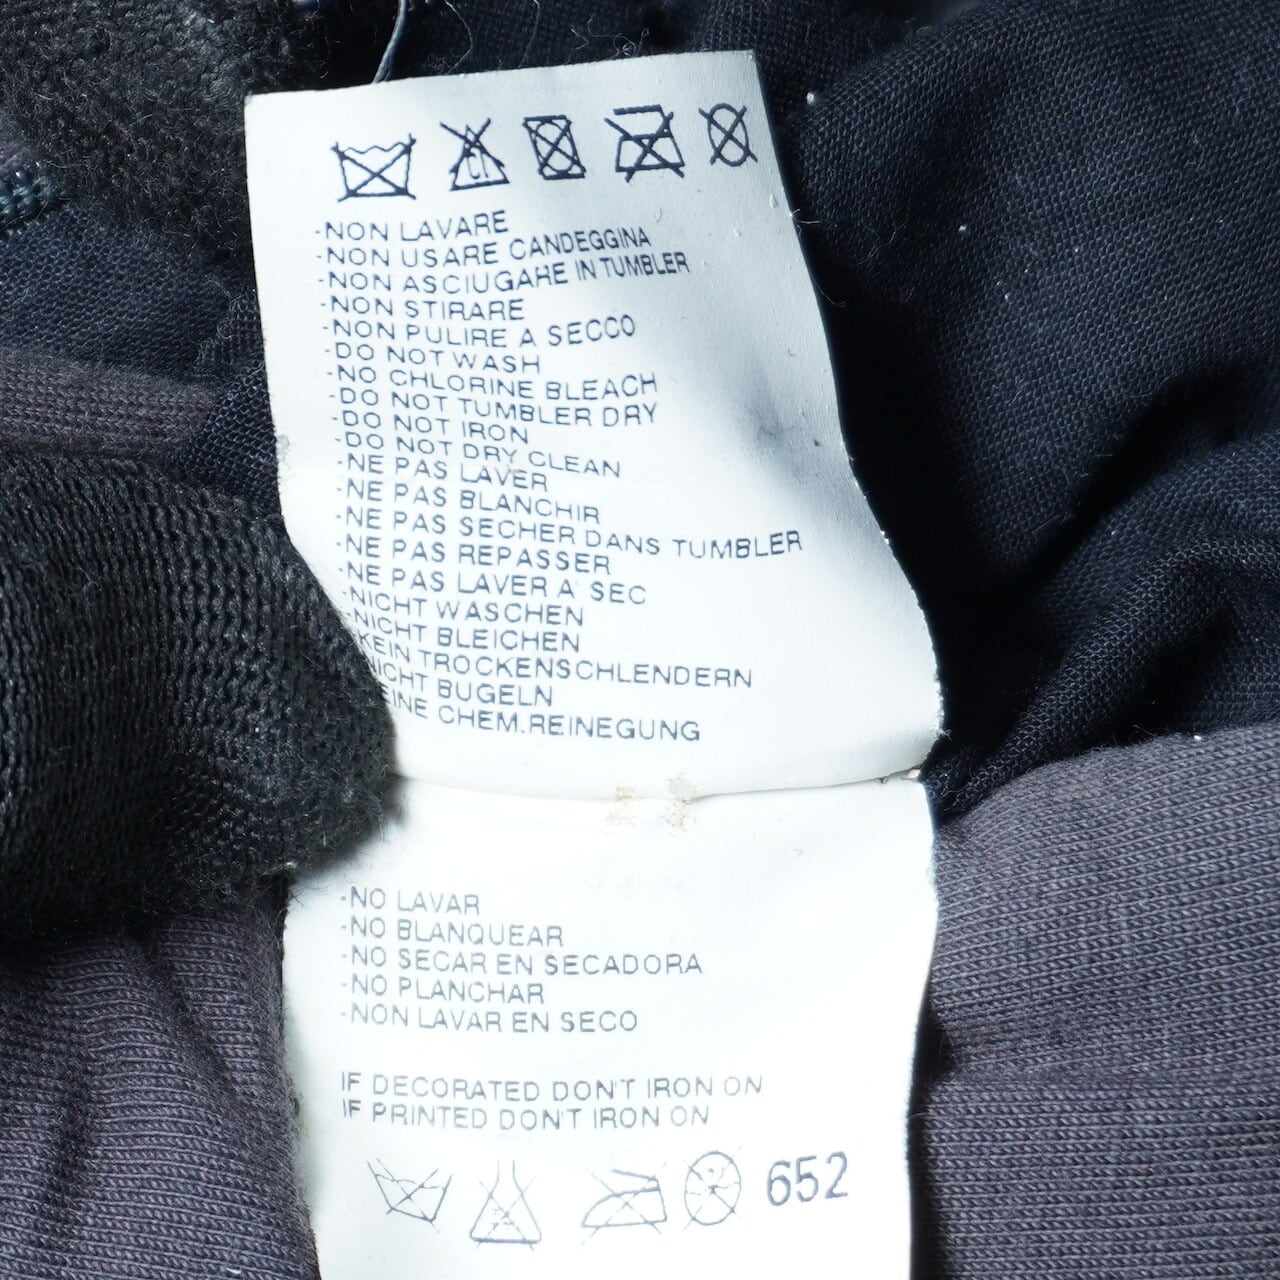 CL
-NON LAVARE
-NON USARE CANDEGGINA
-NON ASCIUGARE IN TUMBLER
-NON STIRARE
-NON PULIRE A SECCO
-DO NOT WASH
-NO CHLORINE BLEACH
-DO NOT TUMBLER DRY
-DO NOT IRON
-DO NOT DRY CLEAN
-NE PAS LAVER
-NE PAS BLANCHIR
-NE PAS SECHER DANS TUMBLER
-NE PAS REPASSER
-NE PAS LAVER A' SEC
-NICHT WASCHEN
-NICHT BLEICHEN
KEIN TROCKENSCHLENDERN
NICHT BUGELN
INE CHEM.REINEGUNG
-NO LAVAR
-NO BLANQUEAR
-NO SECAR EN SECADORA
-NO PLANCHAR
-NON LAVAR EN SECO
IF DECORATED DON'T IRON ON
IF PRINTED DON'T IRON ON
652